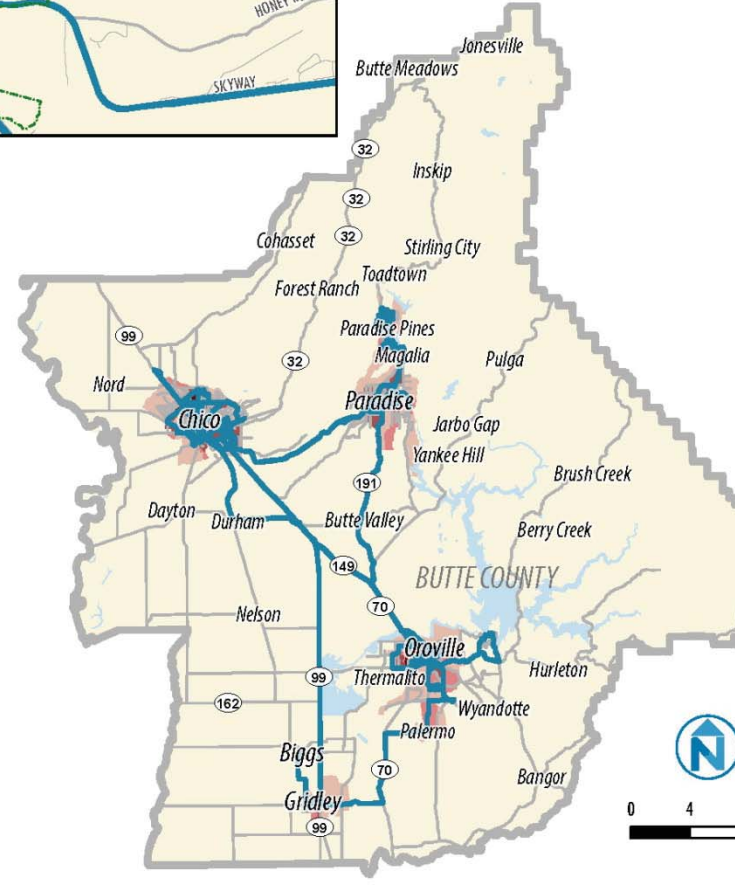 HONEY R
SKYWAY
Jonesville
Butte Meadows
32
Inskip
32
32
Cohasset
Stirling City
Toadtown
Forest Ranch
Paradise Pines
99
Magalia
32
Pulga
Nord
Paradise
Chico
Jarbo Gap
Yankee Hill
Brush Creek
191
Dayton
Durham
Butte Valley
Berry Creek
149
BUTTE COUNTY
70
Nelson
Oroville
Hurleton
99
Thermalito
162
Wyandotte
Palermo
N
Biggs
70
Bangor
Gridley
0 4
99